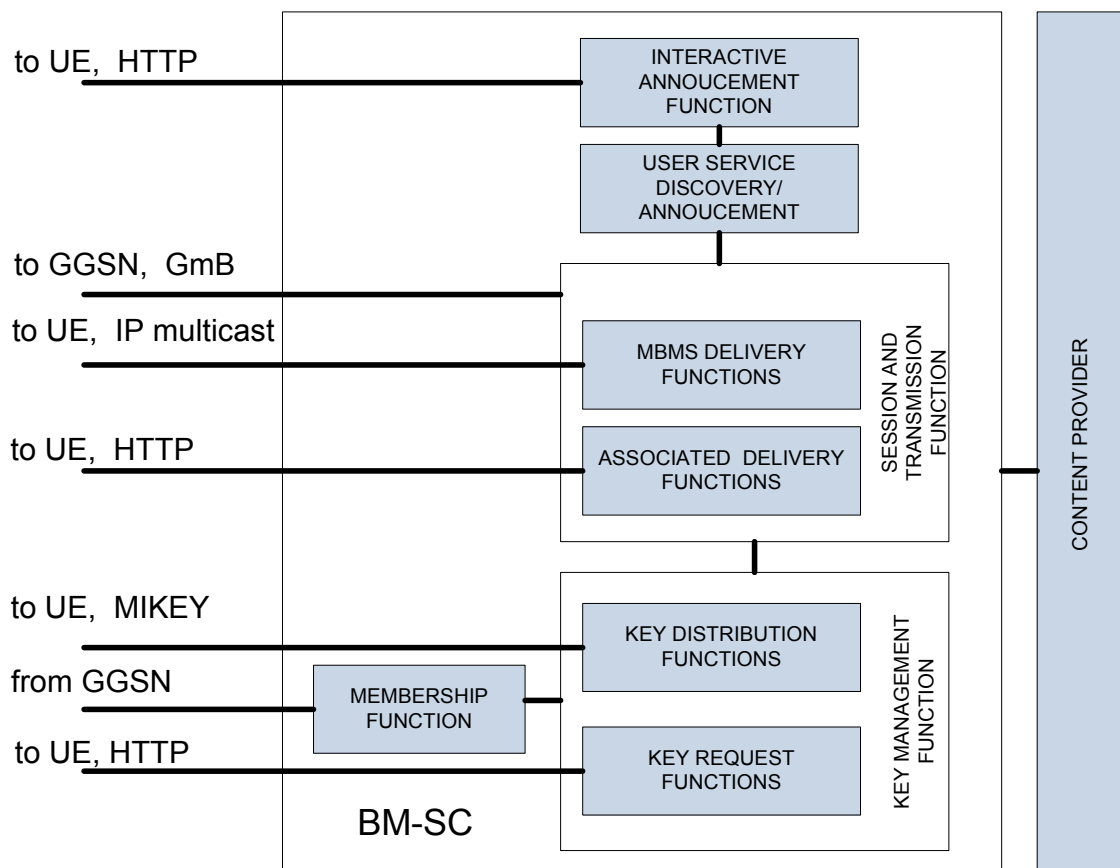 to UE, HTTP
INTERACTIVE
ANNOUCEMENT
FUNCTION
USER SERVICE
DISCOVERY/
ANNOUCEMENT
to GGSN, GmB
to UE, IP multicast
MBMS DELIVERY
FUNCTIONS
to UE, HTTP
ASSOCIATED DELIVERY
FUNCTIONS
SESSION AND
TRANSMISSION
FUNCTION
CONTENT PROVIDER
to UE, MIKEY
KEY DISTRIBUTION
FUNCTIONS
from GGSN
MEMBERSHIP
FUNCTION
to UE, HTTP
KEY REQUEST
FUNCTIONS
KEY MANAGEMENT
FUNCTION
BM-SC